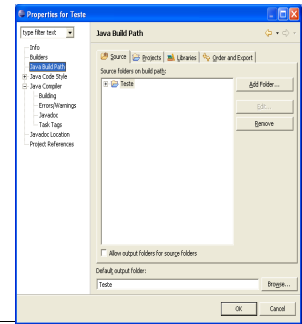 Properties for Teste
type filter text
Java Build Path
Info
Builders
Java Build Path
Java Code Style
Java Compiler
Building
Errors/Warnings
Javadoc
Task Tags
Javadoc Location
Project References
Source Projects Libraries Order and Export
Source folders on build path:
Teste
Add Folder...
Edit...
Remove
Allow output folders for source folders
Default output folder:
Teste
Browse...
OK Cancel